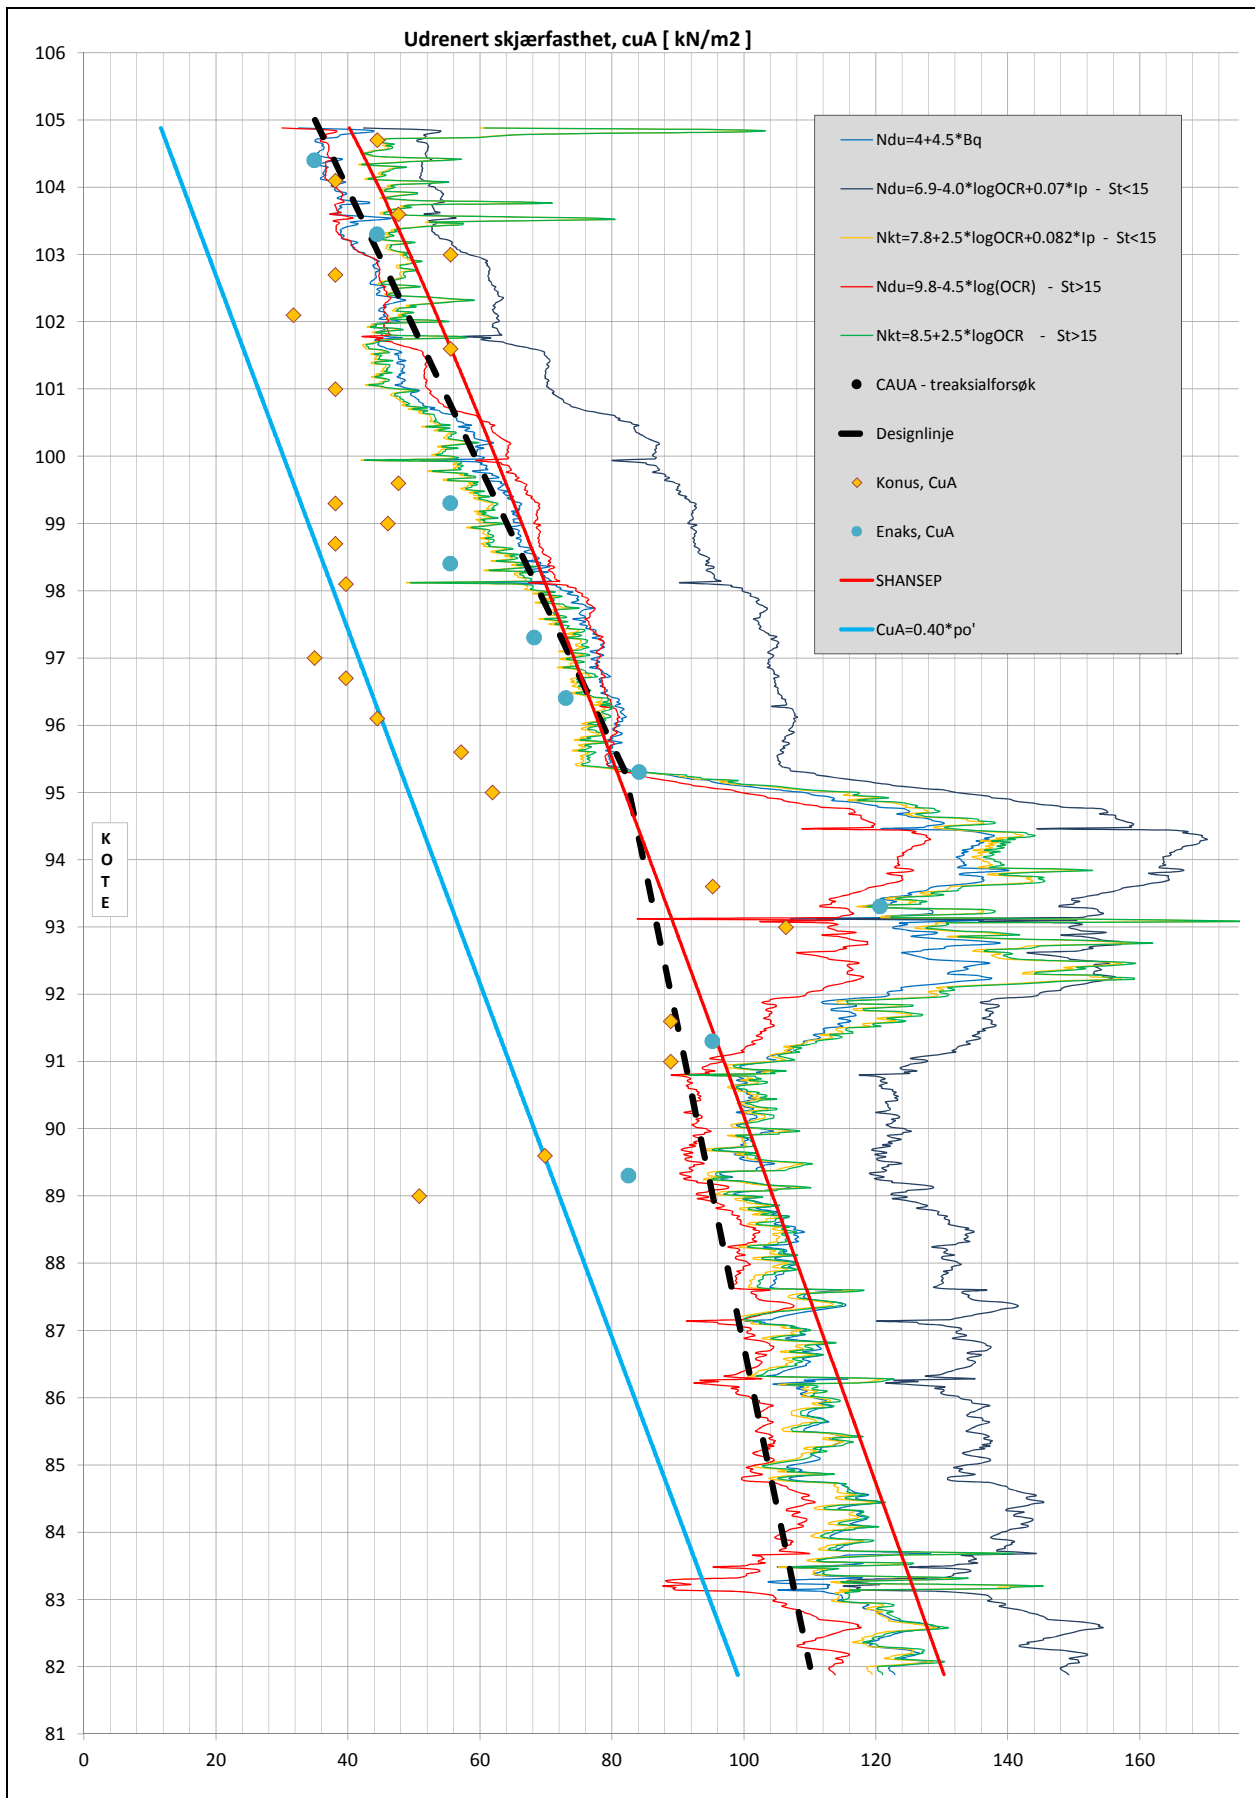 Udrenert skjærfasthet, cuA [ kN/m2 ]
106
105
104
103
102
101
100
99
98
97
96
95
94
93
92
91
90
89
88
87
86
85
84
83
82
81
K
O
T
E
Ndu=4+4.5*Bq
Ndu=6.9-4.0*logOCR+0.07*Ip - St<15
Nkt=7.8+2.5*logOCR+0.082*Ip - St<15
Ndu=9.8-4.5*log(OCR) - St>15
Nkt=8.5+2.5*logOCR - St>15
CAUA - treaksialforsøk
Designlinje
Konus, CuA
Enaks, CuA
SHANSEP
CuA=0.40*po'
0 20 40 60 80 100 120 140 160